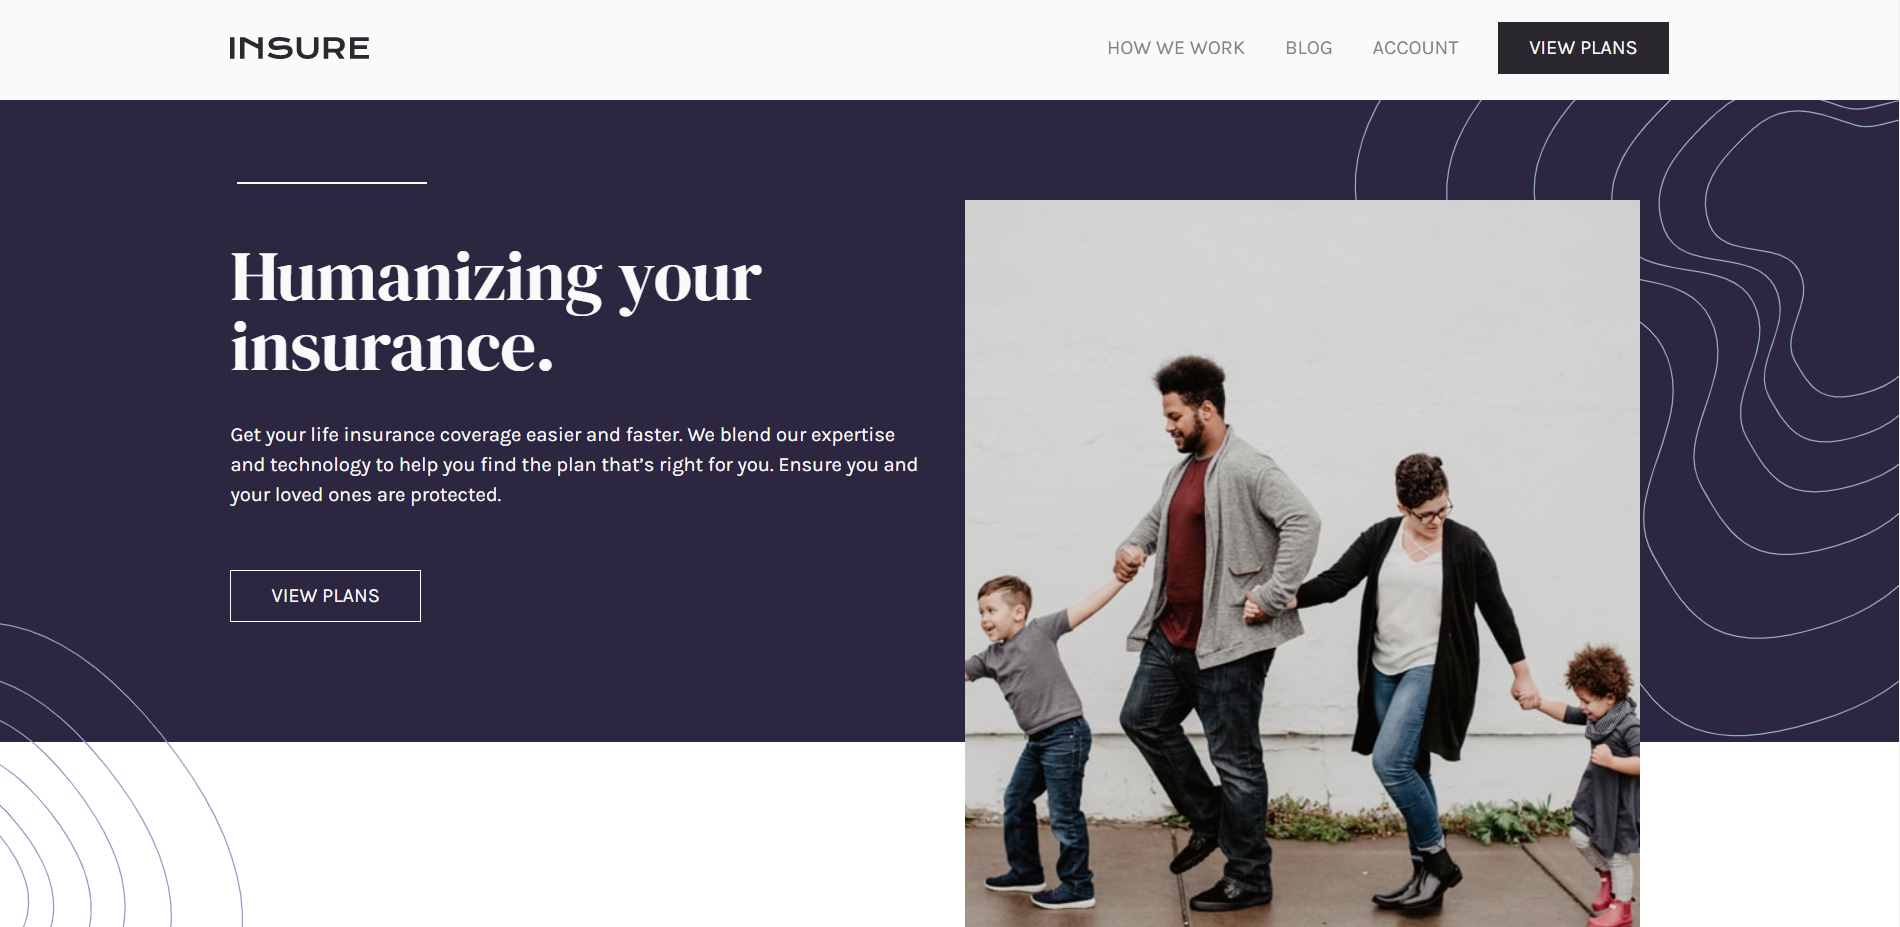 INSURE
HOW WE WORK
BLOG
ACCOUNT
VIEW PLANS
Humanizing your
insurance.
Get your life insurance coverage easier and faster. We blend our expertise
and technology to help you find the plan that’s right for you. Ensure you and
your loved ones are protected.
VIEW PLANS